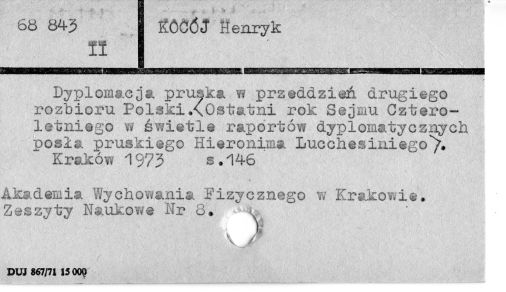 68 843
II
KOCÓJ Henryk
Dyplomacja pruska w przeddzień drugiego
rozbioru Polski.<Ostatni rok Sejmu Cztero-
letniego w świetle raportów dyplomatycznych
posła pruskiego Hieronima Lucchesiniego>.
Kraków 1973 s.146
Akademia Wychowania Fizycznego w Krakowie.
Zeszyty Naukowe Nr 8.
DUJ 867/71 15 000